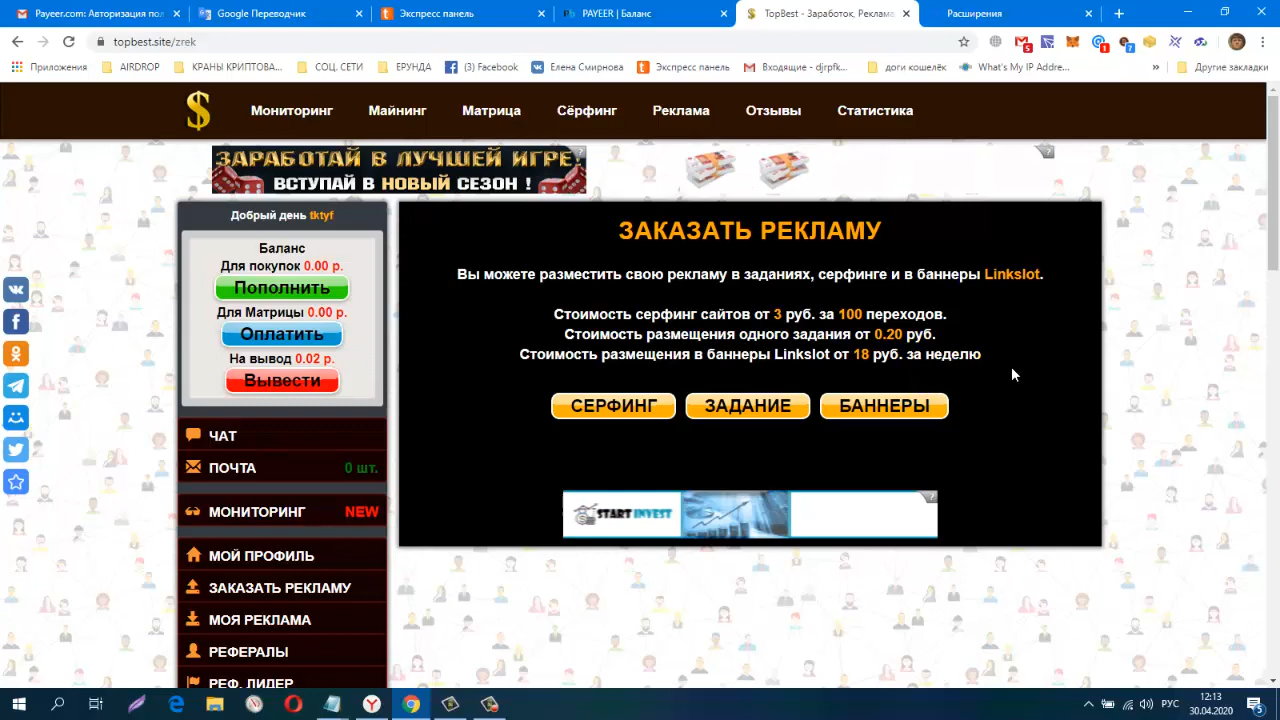 Payeer.com: Авторизация пол
Google Переводчик
Экспресс панель
PAYEER | Баланс
TopBest - Заработок, Реклама
Расширения
topbest.site/zrek
Приложения
AIRDROP
КРАНЫ КРИПТОВА...
СОЦ. СЕТИ
ЕРУНДА
(3) Facebook
Елена Смирнова
Экспресс панель
Входящие - djrpfk...
доги кошелёк
What's My IP Addre...
»
Другие закладки
Мониторинг
Майнинг
Матрица
Сёрфинг
Реклама
Отзывы
Статистика
ЗАРАБОТАЙ В ЛУЧШЕЙ ИГРЕ!
ВСТУПАЙ В НОВЫЙ СЕЗОН !
Добрый день tktyf
Баланс
Для покупок 0.00 р.
Пополнить
Для Матрицы 0.00 р.
Оплатить
На вывод 0.02 р.
Вывести
ЧАТ
ПОЧТА 0 шт.
МОНИТОРИНГ NEW
МОЙ ПРОФИЛЬ
ЗАКАЗАТЬ РЕКЛАМУ
МОЯ РЕКЛАМА
РЕФЕРАЛЫ
РЕФ. ЛИДЕР
ЗАКАЗАТЬ РЕКЛАМУ
Вы можете разместить свою рекламу в заданиях, серфинге и в баннеры Linkslot.
Стоимость серфинг сайтов от 3 руб. за 100 переходов.
Стоимость размещения одного задания от 0.20 руб.
Стоимость размещения в баннеры Linkslot от 18 руб. за неделю
СЕРФИНГ
ЗАДАНИЕ
БАННЕРЫ
START INVEST
РУС
12:13
30.04.2020